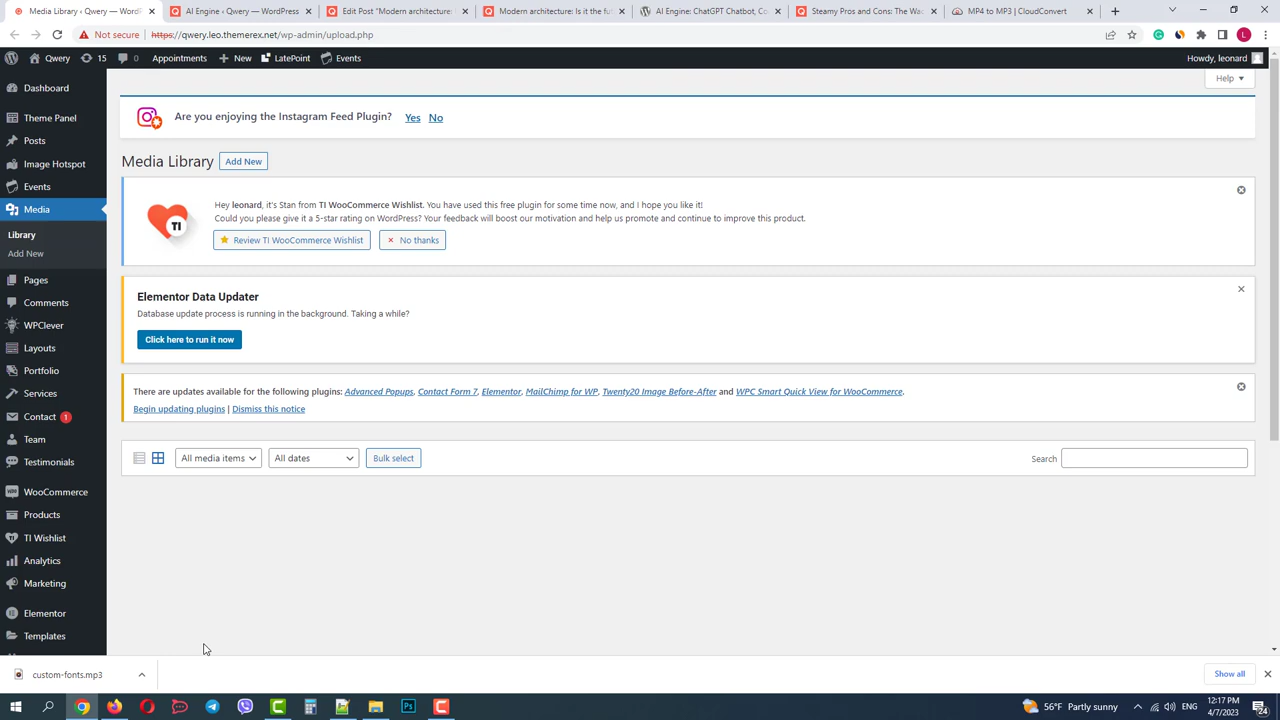 Media Library ‹ Qwery — WordP
AI Engine ‹ Qwery — WordPress
Edit Post "Modern architecture:
Modern architecture: Is it the fut
AI Engine: ChatGPT Chatbot, Co
Steamy Pros and Cons: The Wa
MP4 to MP3 | CloudConvert
Not secure
https://qwery.leo.themerex.net/wp-admin/upload.php
L
Qwery
15
0
New
LatePoint
Events
Appointments
Howdy, leonard
Help
Dashboard
Theme Panel
Posts
Image Hotspot
Events
Media
Library
Add New
Pages
Comments
WPClever
Layouts
Portfolio
Services
Contact 1
Team
Testimonials
WooCommerce
Products
TI Wishlist
Analytics
Marketing
Elementor
Templates
Are you enjoying the Instagram Feed Plugin? Yes No
Media Library Add New
TI
Hey leonard, it's Stan from TI WooCommerce Wishlist. You have used this free plugin for some time now, and I hope you like it!
Could you please give it a 5-star rating on WordPress? Your feedback will boost our motivation and help us promote and continue to improve this product.
Review TI WooCommerce Wishlist
No thanks
Elementor Data Updater
Database update process is running in the background. Taking a while?
Click here to run it now
There are updates available for the following plugins: Advanced Popups, Contact Form 7, Elementor, MailChimp for WP, Twenty20 Image Before-After and WPC Smart Quick View for WooCommerce.
Begin updating plugins | Dismiss this notice
All media items
All dates
Bulk select
Search
custom-fonts.mp3
Show all
Ps
56°F Partly sunny
ENG
12:17 PM
4/7/2023
24